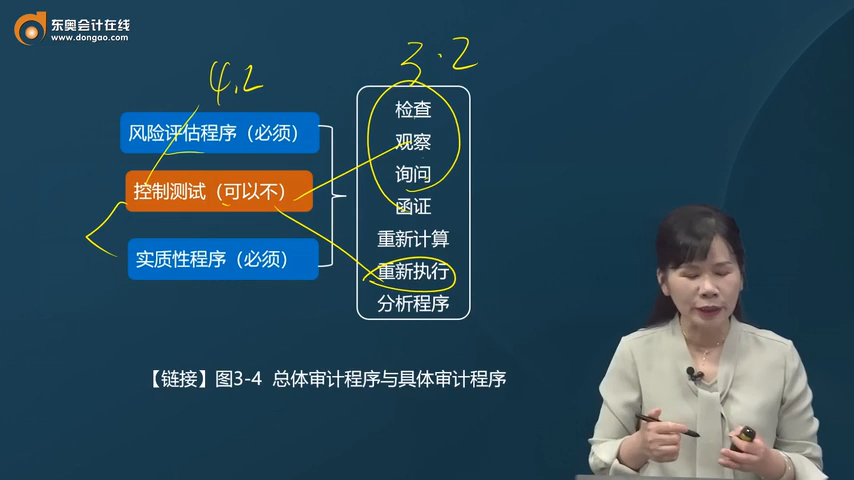 东奥会计在线
www.dongao.com
4.2
3.2
风险评估程序（必须）
控制测试（可以不）
实质性程序（必须）
检查
观察
询问
函证
重新计算
重新执行
分析程序
【链接】图3-4 总体审计程序与具体审计程序